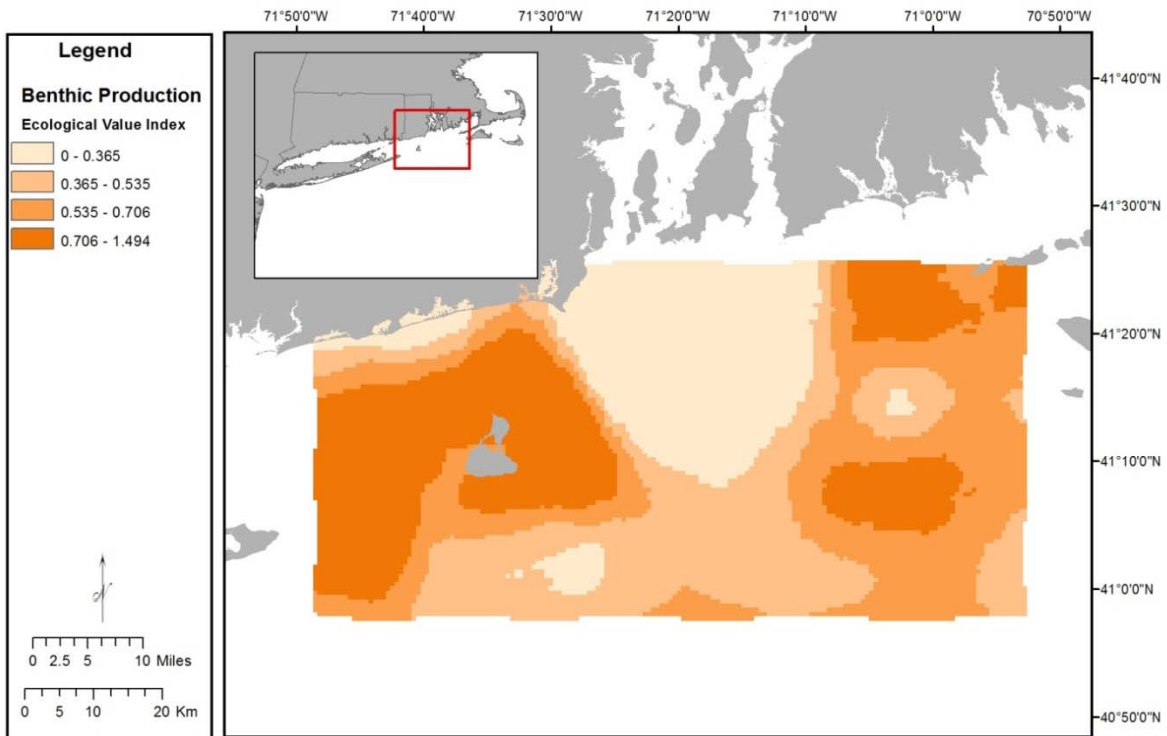 71°50'0"W 71°40'0"W 71°30'0"W 71°20'0"W 71°10'0"W 71°0'0"W 70°50'0"W
Legend
Benthic Production
Ecological Value Index
0 - 0.365
0.365 - 0.535
0.535 - 0.706
0.706 - 1.494
41°40'0"N
41°30'0"N
41°20'0"N
41°10'0"N
41°0'0"N
40°50'0"N
N
0 2.5 5 10 Miles
0 5 10 20 Km